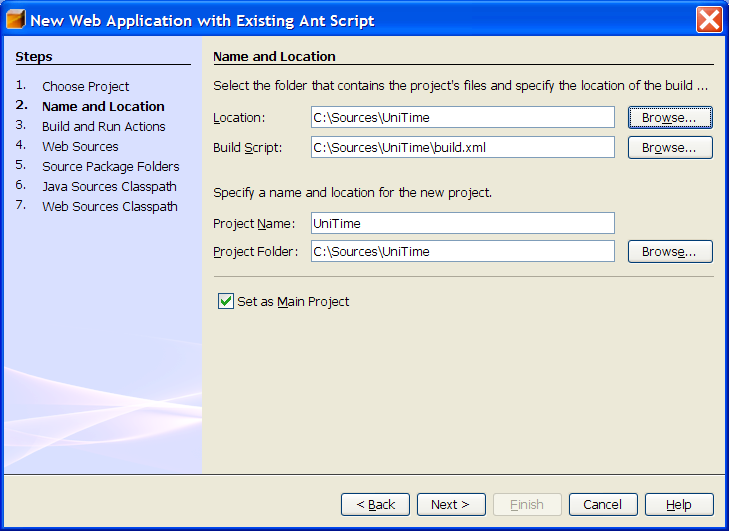 New Web Application with Existing Ant Script
Steps
1. Choose Project
2. Name and Location
3. Build and Run Actions
4. Web Sources
5. Source Package Folders
6. Java Sources Classpath
7. Web Sources Classpath
Name and Location
Select the folder that contains the project's files and specify the location of the build ...
Location: C:\Sources\UniTime Browse...
Build Script: C:\Sources\UniTime\build.xml Browse...
Specify a name and location for the new project.
Project Name: UniTime
Project Folder: C:\Sources\UniTime Browse...
Set as Main Project
< Back Next > Finish Cancel Help